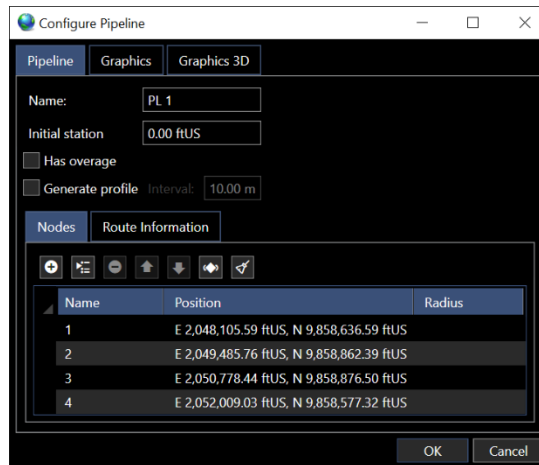 Configure Pipeline
Pipeline Graphics Graphics 3D
Name: PL 1
Initial station 0.00 ftUS
Has overage
Generate profile Interval: 10.00 m
Nodes Route Information
Name Position Radius
1 E 2,048,105.59 ftUS, N 9,858,636.59 ftUS
2 E 2,049,485.76 ftUS, N 9,858,862.39 ftUS
3 E 2,050,778.44 ftUS, N 9,858,876.50 ftUS
4 E 2,052,009.03 ftUS, N 9,858,577.32 ftUS
OK Cancel